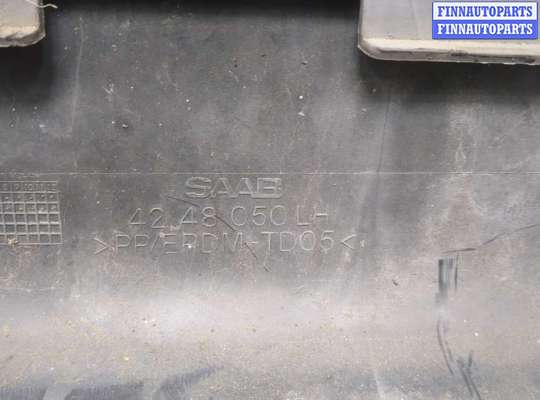 FINNAUTOPARTS
FINNAUTOPARTS
SAAB
42 48 050 LH
>PP/EPDM-TD05<